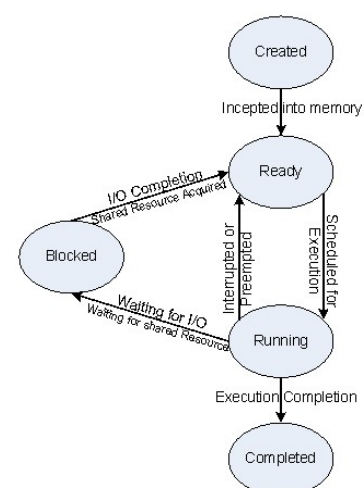 Created
Incepted into memory
Ready
I/O Completion
Shared Resource Acquired
Blocked
Interrupted or
Preempted
Scheduled for
Execution
Waiting for I/O
Waiting for shared Resource
Running
Execution Completion
Completed